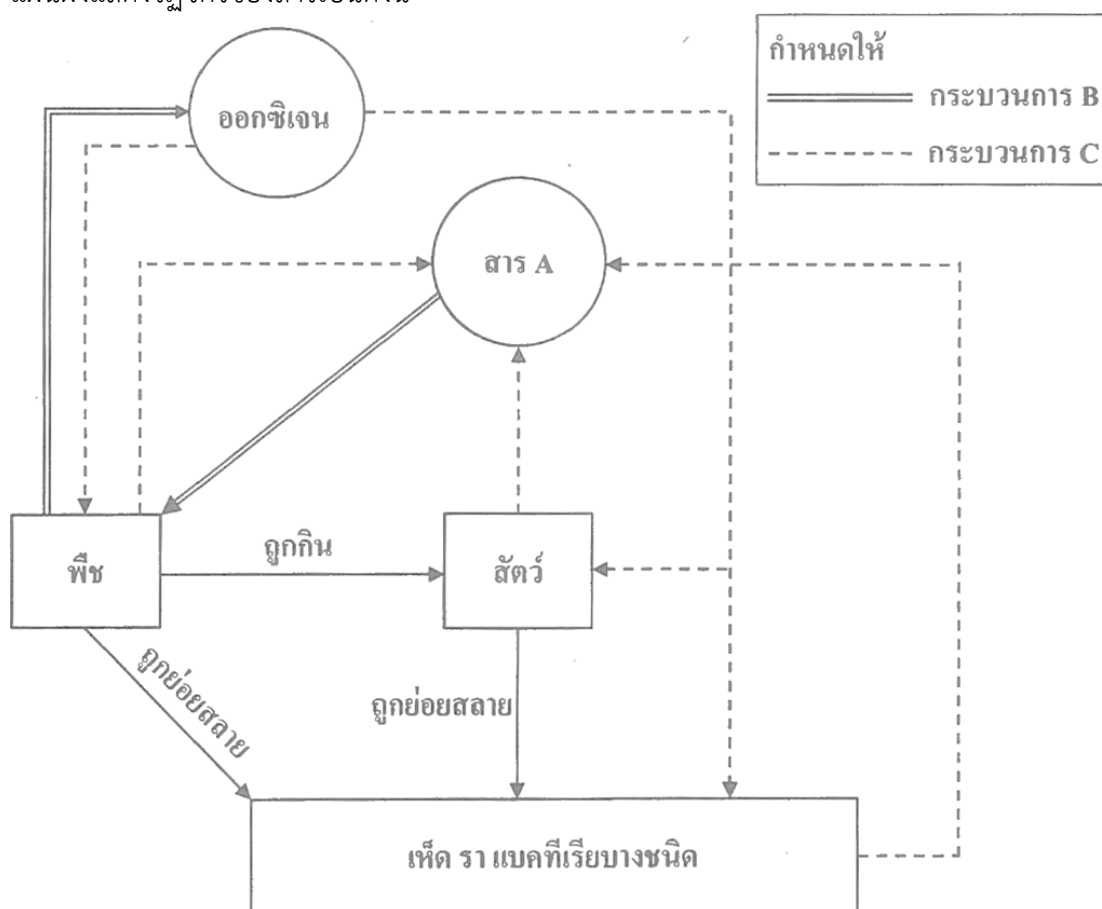 ออกซิเจน
กำหนดให้
กระบวนการ B
กระบวนการ C
สาร A
พืช
ถูกกิน
สัตว์
ถูกย่อยสลาย
ถูกย่อยสลาย
เห็ด รา แบคทีเรียบางชนิด